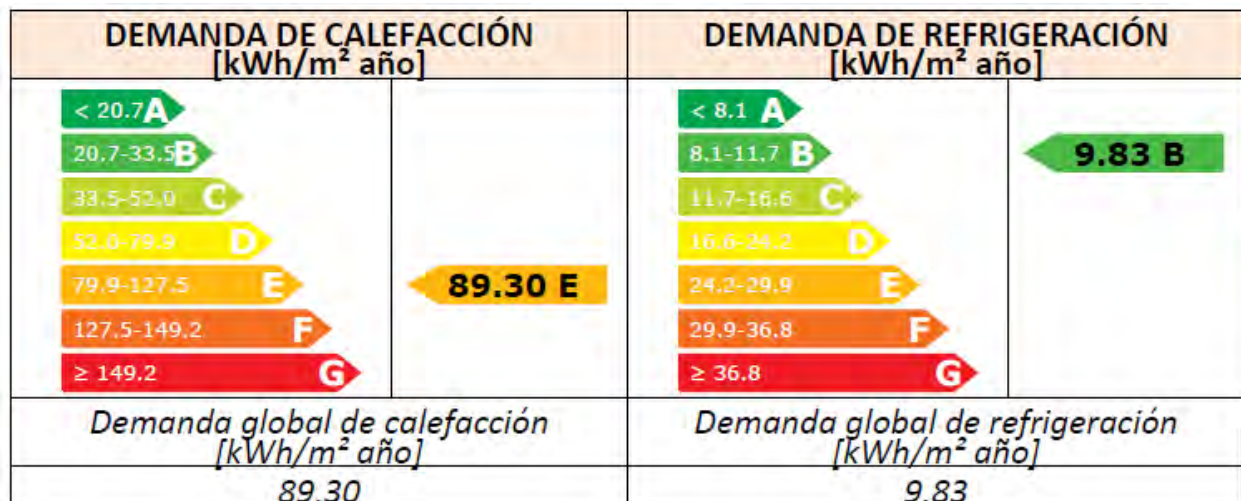 DEMANDA DE CALEFACCIÓN
[kWh/m² año]
DEMANDA DE REFRIGERACIÓN
[kWh/m² año]
< 20.7 A
20.7-33.5 B
33.5-52.0 C
52.0-79.9 D
79.9-127.5 E
127.5-149.2 F
≥ 149.2 G
89.30 E
< 8.1 A
8.1-11.7 B
11.7-16.6 C
16.6-24.2 D
24.2-29.9 E
29.9-36.8 F
≥ 36.8 G
9.83 B
Demanda global de calefacción
[kWh/m² año]
Demanda global de refrigeración
[kWh/m² año]
89.30
9.83